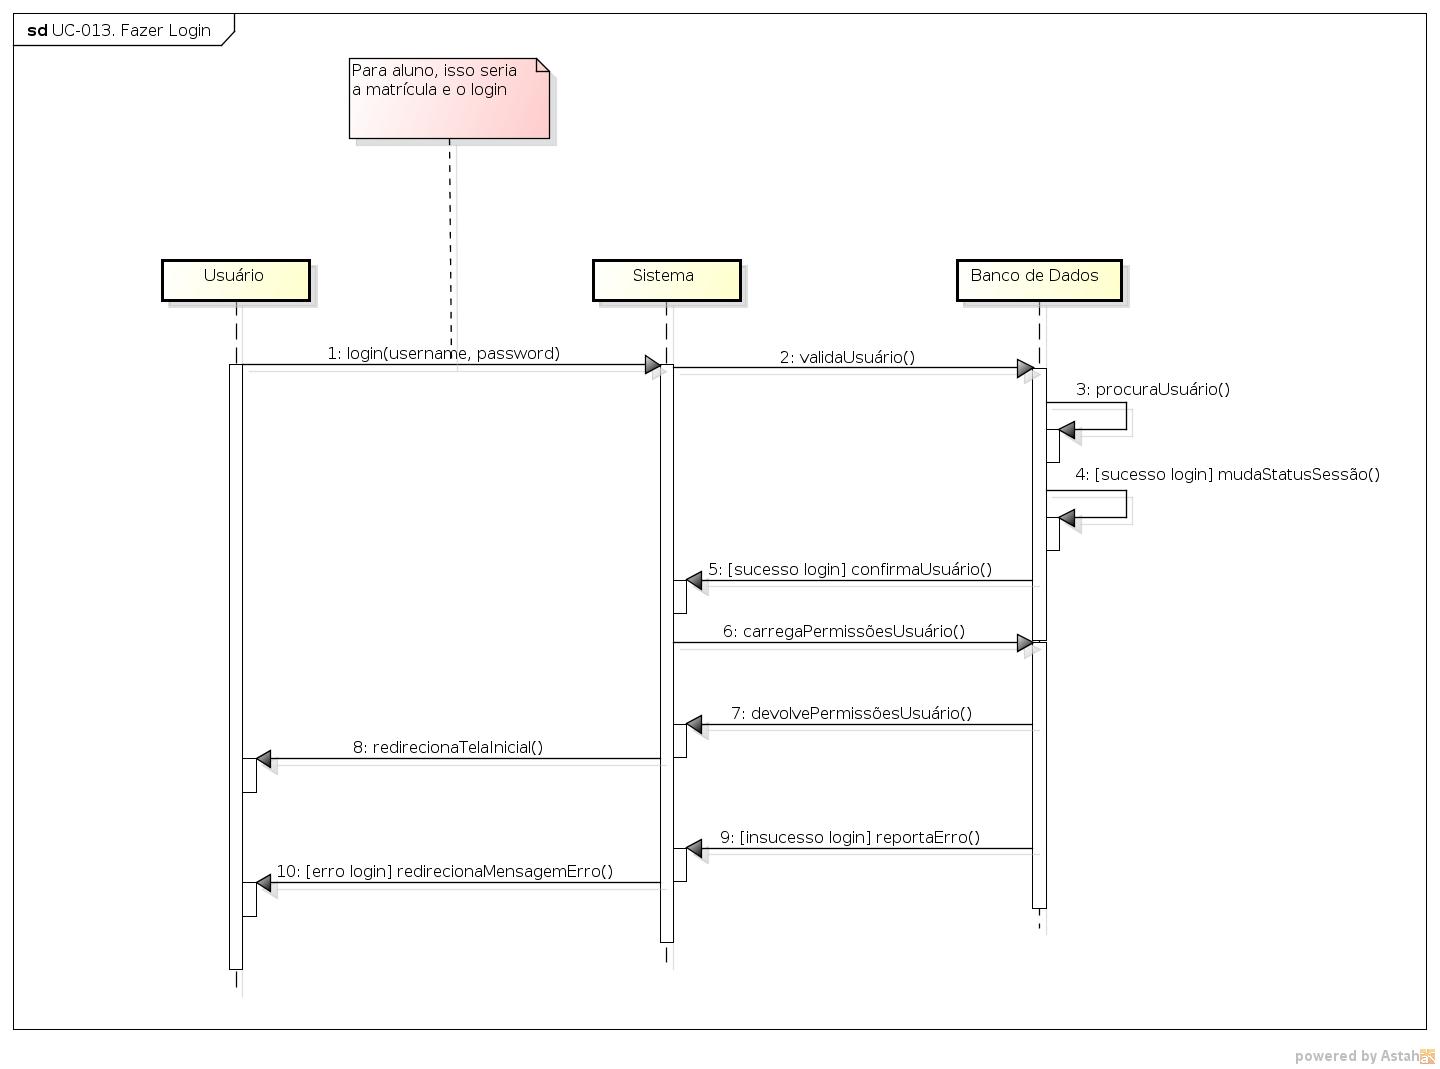 sd UC-013. Fazer Login
Para aluno, isso seria
a matrícula e o login
Usuário
Sistema
Banco de Dados
1: login(username, password)
2: validaUsuário()
3: procuraUsuário()
4: [sucesso login] mudaStatusSessão()
5: [sucesso login] confirmaUsuário()
6: carregaPermissõesUsuário()
7: devolvePermissõesUsuário()
8: redirecionaTelaInicial()
9: [insucesso login] reportaErro()
10: [erro login] redirecionaMensagemErro()
powered by Astah